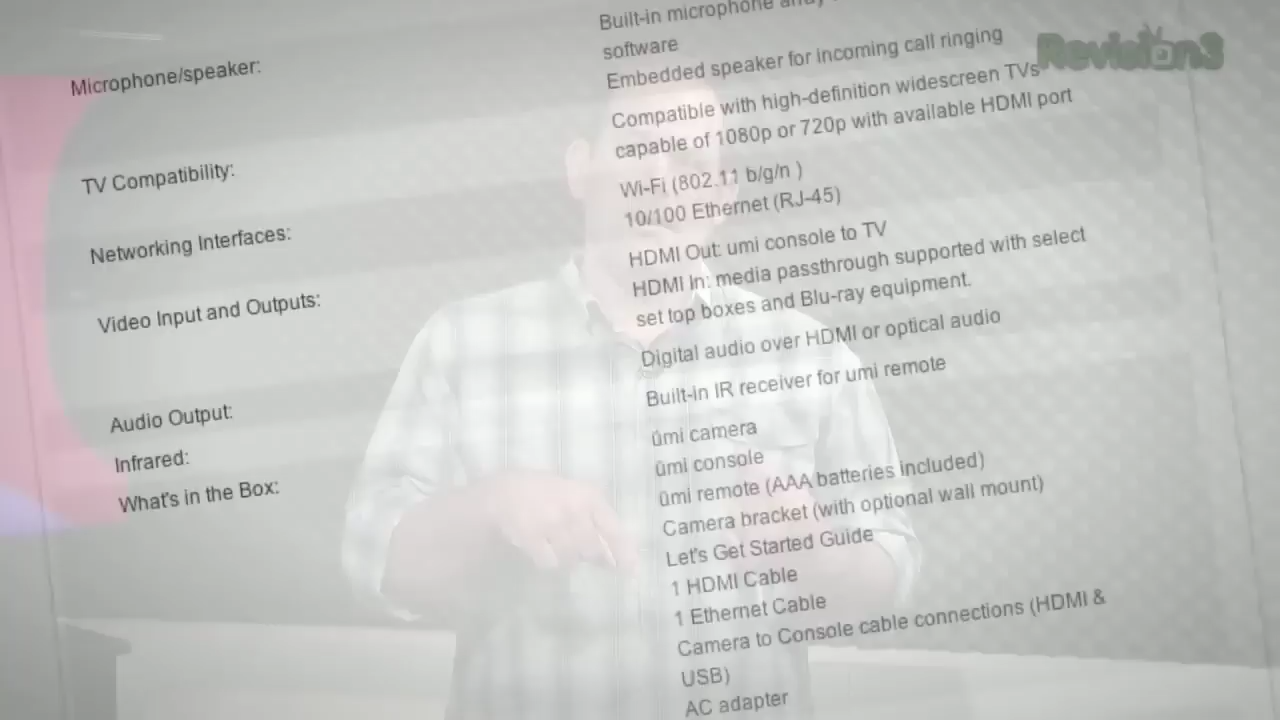 Built-in microphone
software
Microphone/speaker:
Embedded speaker for incoming call ringing
Revision3
Compatible with high-definition widescreen TVs
capable of 1080p or 720p with available HDMI port
TV Compatibility:
Wi-Fi (802.11 b/g/n )
10/100 Ethernet (RJ-45)
Networking Interfaces:
HDMI Out: umi console to TV
HDMI In: media passthrough supported with select
set top boxes and Blu-ray equipment.
Video Input and Outputs:
Digital audio over HDMI or optical audio
Built-in IR receiver for umi remote
Audio Output:
ūmi camera
Infrared:
ūmi console
What's in the Box:
ūmi remote (AAA batteries included)
Camera bracket (with optional wall mount)
Let's Get Started Guide
1 HDMI Cable
1 Ethernet Cable
Camera to Console cable connections (HDMI &
USB)
AC adapter